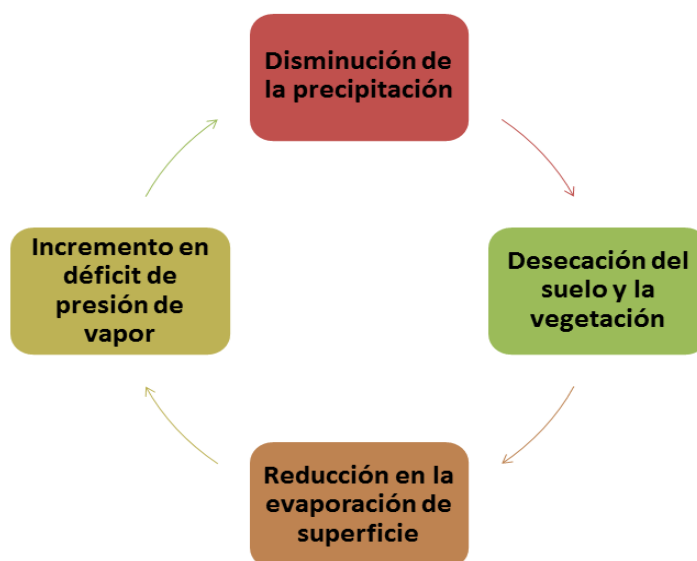 Disminución de
la precipitación
Desecación del
suelo y la
vegetación
Reducción en la
evaporación de
superficie
Incremento en
déficit de
presión de
vapor